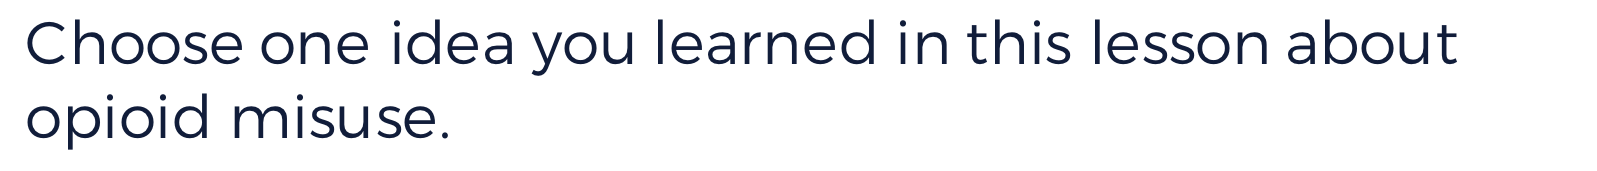 Choose one idea you learned in this lesson about
opioid misuse.